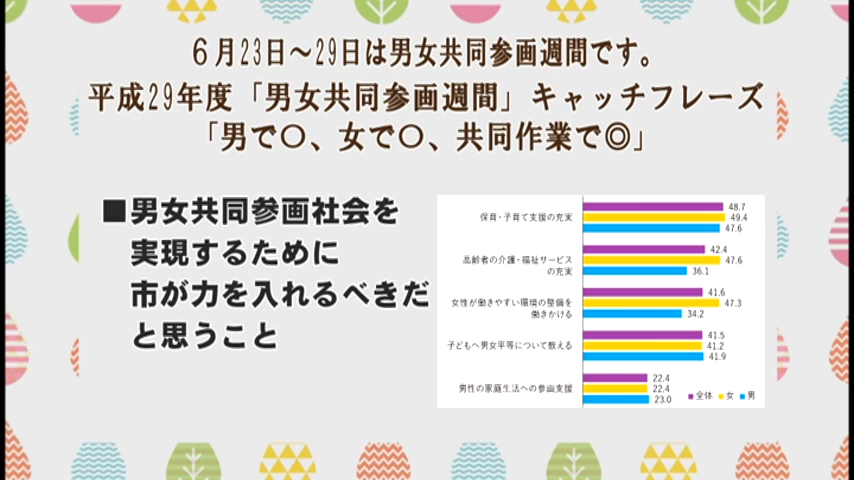 6月23日～29日は男女共同参画週間です。
平成29年度「男女共同参画週間」キャッチフレーズ
「男で〇、女で〇、共同作業で◎」
■男女共同参画社会を
実現するために
市が力を入れるべきだ
と思うこと
保育・子育て支援の充実
48.7
49.4
47.6
高齢者の介護・福祉サービス
の充実
42.4
47.6
36.1
女性が働きやすい環境の整備を
働きかける
41.6
47.3
34.2
子どもへ男女平等について教える
41.5
41.2
41.9
男性の家庭生活への参画支援
22.4
22.4
23.0
■全体 ■女 ■男